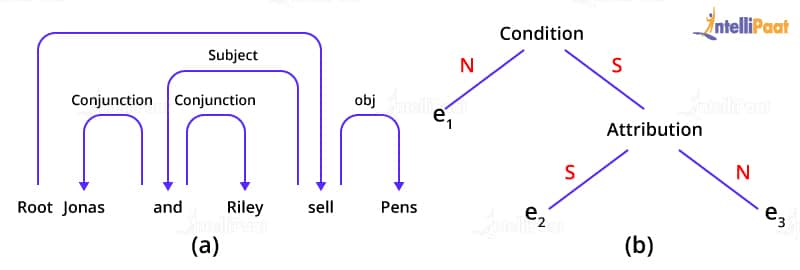 IntelliPaat
Subject
Conjunction Conjunction obj
Root Jonas and Riley sell Pens
(a)
Condition
N S
e1
Attribution
S N
e2 e3
(b)